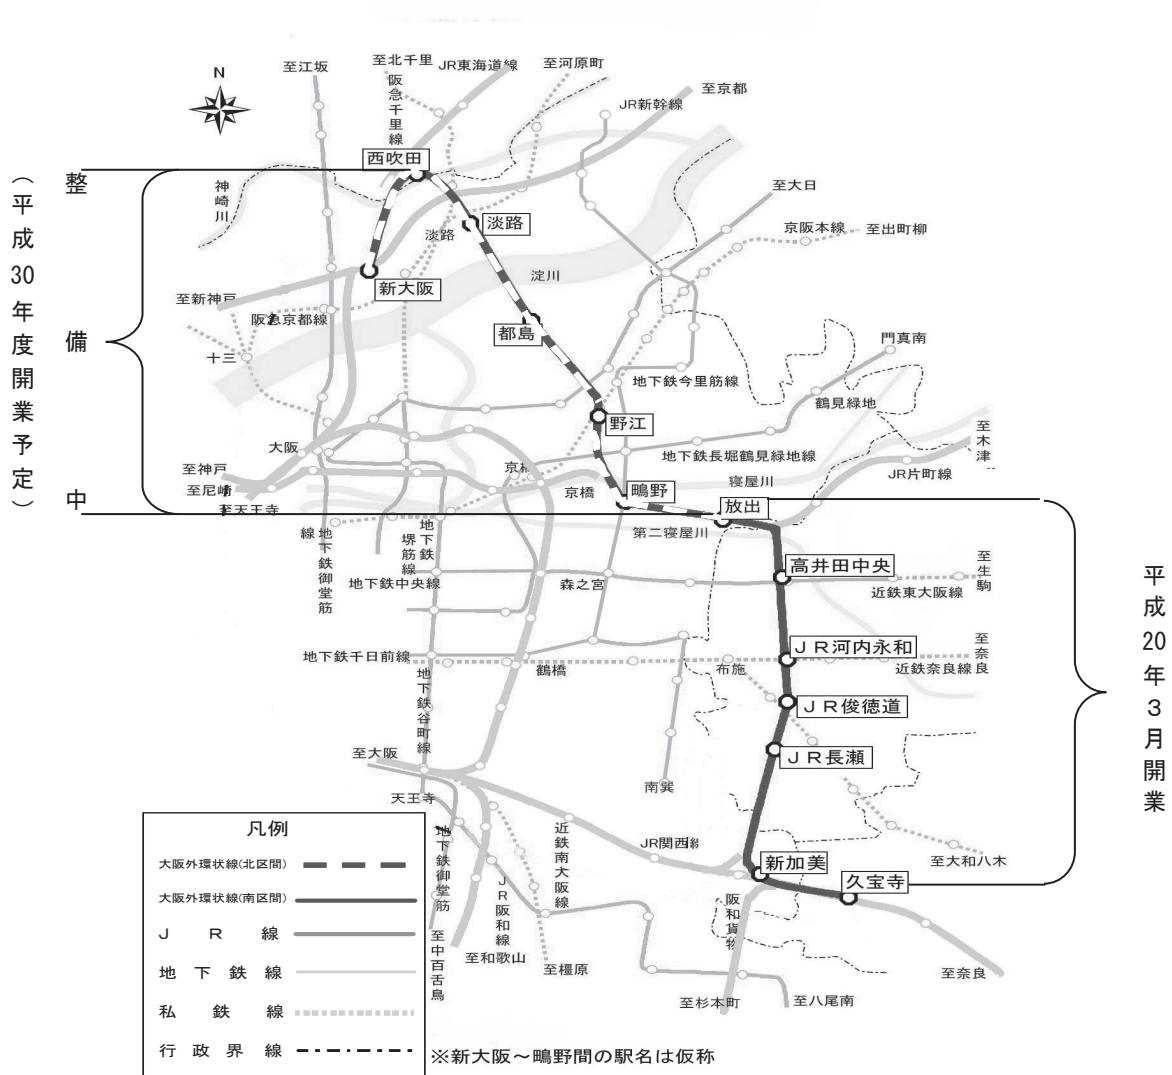 N
至江坂
至北千里
JR東海道線
至河原町
阪急千里線
JR新幹線
至京都
西吹田
神崎川
至大日
淡路
淡路
京阪本線
至出町柳
新大阪
淀川
至新神戸
阪急京都線
都島
十三
門真南
地下鉄今里筋線
鶴見緑地
野江
大阪
地下鉄長堀鶴見緑地線
至木津
至神戸
JR片町線
至尼崎
京橋
鴫野
寝屋川
至天王寺
放出
第二寝屋川
地下鉄御堂筋線
地下鉄堺筋線
地下鉄中央線
森之宮
高井田中央
近鉄東大阪線
至生駒
地下鉄千日前線
鶴橋
JR河内永和
布施
近鉄奈良線
至奈良
地下鉄谷町線
JR俊徳道
至大阪
JR長瀬
南巽
天王寺
地下鉄御堂筋
近鉄南大阪線
JR関西線
新加美
至大和八木
久宝寺
JR阪和線
阪和貨物
至中百舌鳥
至和歌山
至橿原
至奈良
至杉本町
至八尾南
整備中
(平成30年度開業予定)
平成20年3月開業
凡例
大阪外環状線(北区間)
大阪外環状線(南区間)
JR線
地下鉄線
私鉄線
行政界線
※新大阪~鴫野間の駅名は仮称